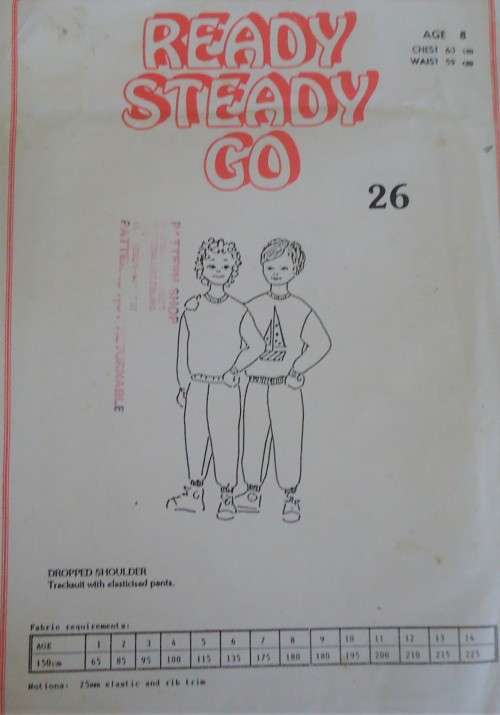 READY
STEADY
GO
AGE 8
CHEST 63 cm
WAIST 59 cm
26
PATTERN SHOP
DROPPED SHOULDER
Tracksuit with elasticised pants.
Fabric requirements:
AGE 1 2 3 4 5 6 7 8 9 10 11 12 13 14
150cm 65 85 95 100 115 135 175 180 180 195 200 210 215 225
Notions: 25mm elastic and rib trim